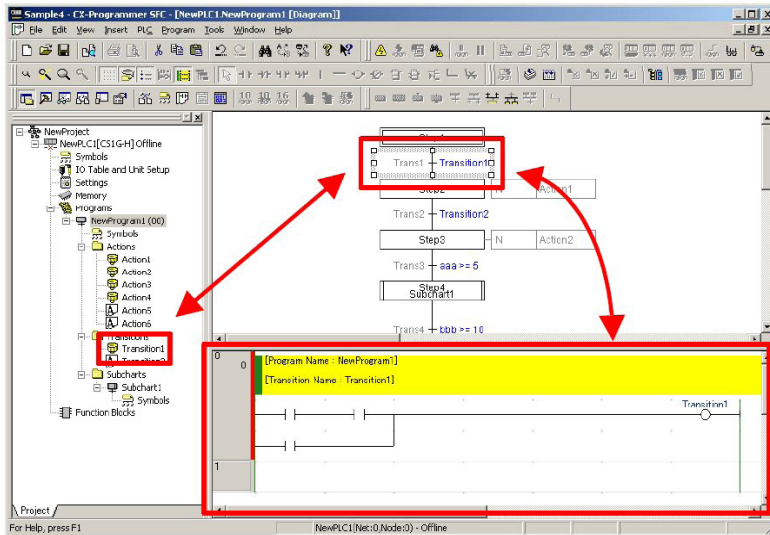 Sample4 - CX-Programmer SFC - [NewPLC1.NewProgram1 [Diagram]]
File Edit View Insert PLC Program Tools Window Help
NewProject
NewPLC1[CS1G-H] Offline
Symbols
IO Table and Unit Setup
Settings
Memory
Programs
NewProgram1 (00)
Symbols
Actions
Action1
Action2
Action3
Action4
Action5
Action6
Transitions
Transition1
Subcharts
Subchart1
Symbols
Function Blocks
Project
Trans1 Transition1
Step2 N Action1
Trans2 Transition2
Step3 N Action2
Trans3 aaa >= 5
Step4
Subchart1
Trans4 bbb >= 10
0 0 [Program Name : NewProgram1]
[Transition Name : Transition1]
Transition1
1
For Help, press F1 NewPLC1(Net:0,Node:0) - Offline